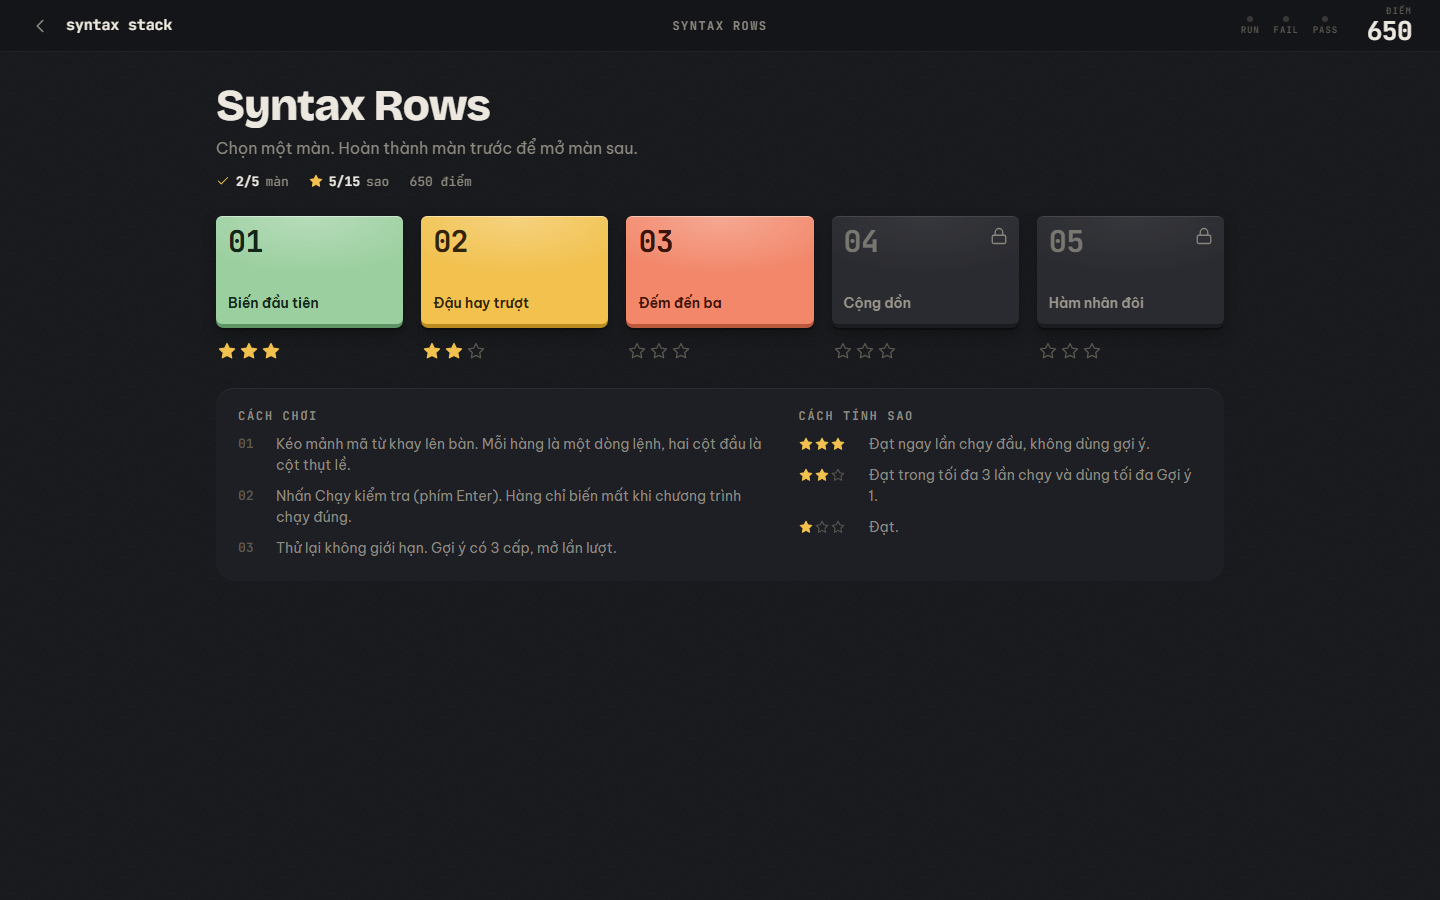 syntax stack
SYNTAX ROWS
RUN FAIL PASS
ĐIỂM
650
Syntax Rows
Chọn một màn. Hoàn thành màn trước để mở màn sau.
2/5 màn 5/15 sao 650 điểm
01
Biến đầu tiên
02
Đậu hay trượt
03
Đếm đến ba
04
Cộng dồn
05
Hàm nhân đôi
CÁCH CHƠI
01 Kéo mảnh mã từ khay lên bàn. Mỗi hàng là một dòng lệnh, hai cột đầu là
cột thụt lề.
02 Nhấn Chạy kiểm tra (phím Enter). Hàng chỉ biến mất khi chương trình
chạy đúng.
03 Thử lại không giới hạn. Gợi ý có 3 cấp, mở lần lượt.
CÁCH TÍNH SAO
Đạt ngay lần chạy đầu, không dùng gợi ý.
Đạt trong tối đa 3 lần chạy và dùng tối đa Gợi ý
1.
Đạt.